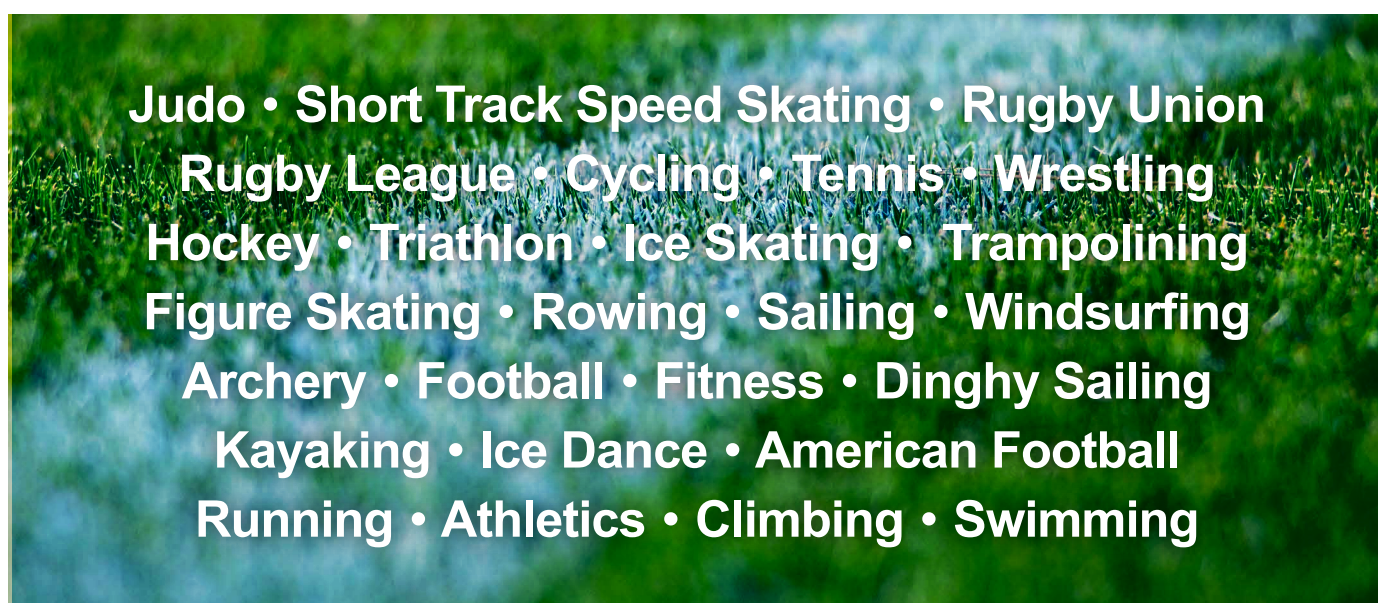 Judo • Short Track Speed Skating • Rugby Union
Rugby League • Cycling • Tennis • Wrestling
Hockey • Triathlon • Ice Skating • Trampolining
Figure Skating • Rowing • Sailing • Windsurfing
Archery • Football • Fitness • Dinghy Sailing
Kayaking • Ice Dance • American Football
Running • Athletics • Climbing • Swimming